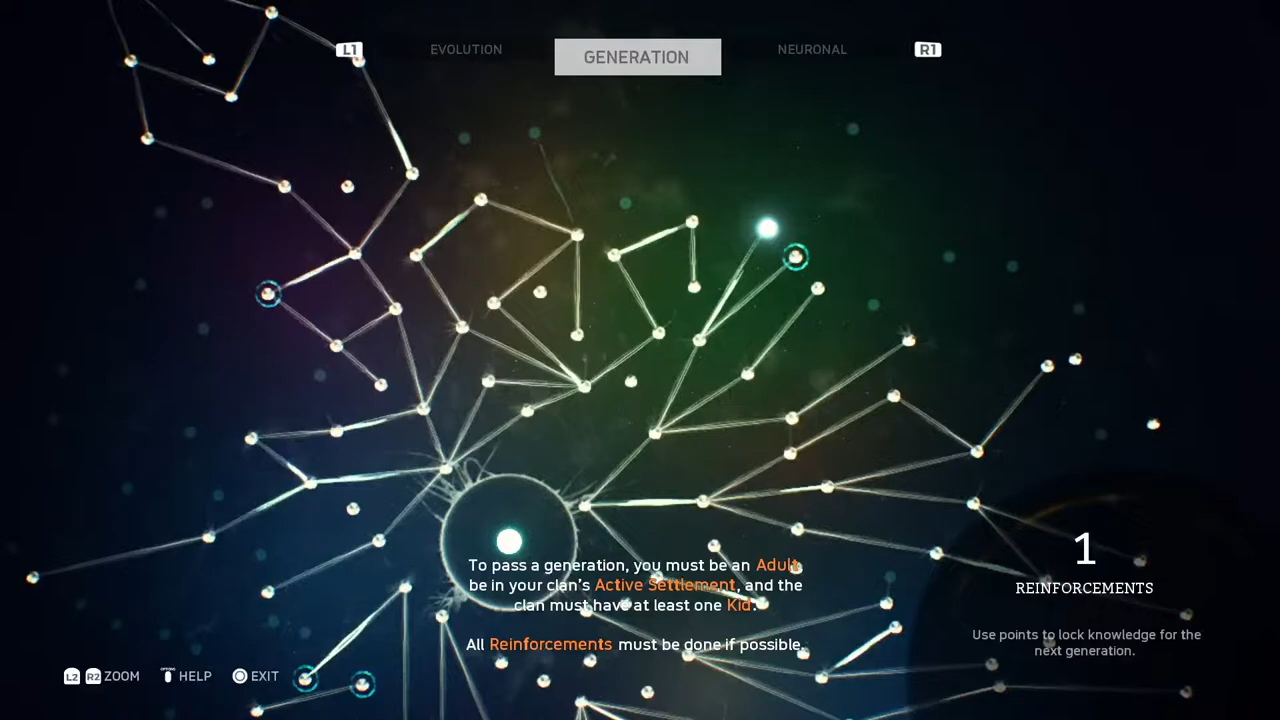 L1 EVOLUTION GENERATION NEURONAL R1
To pass a generation, you must be an Adult,
be in your clan's Active Settlement, and the
clan must have at least one Kid.
All Reinforcements must be done if possible.
1
REINFORCEMENTS
Use points to lock knowledge for the
next generation.
L2 R2 ZOOM OPTIONS HELP EXIT